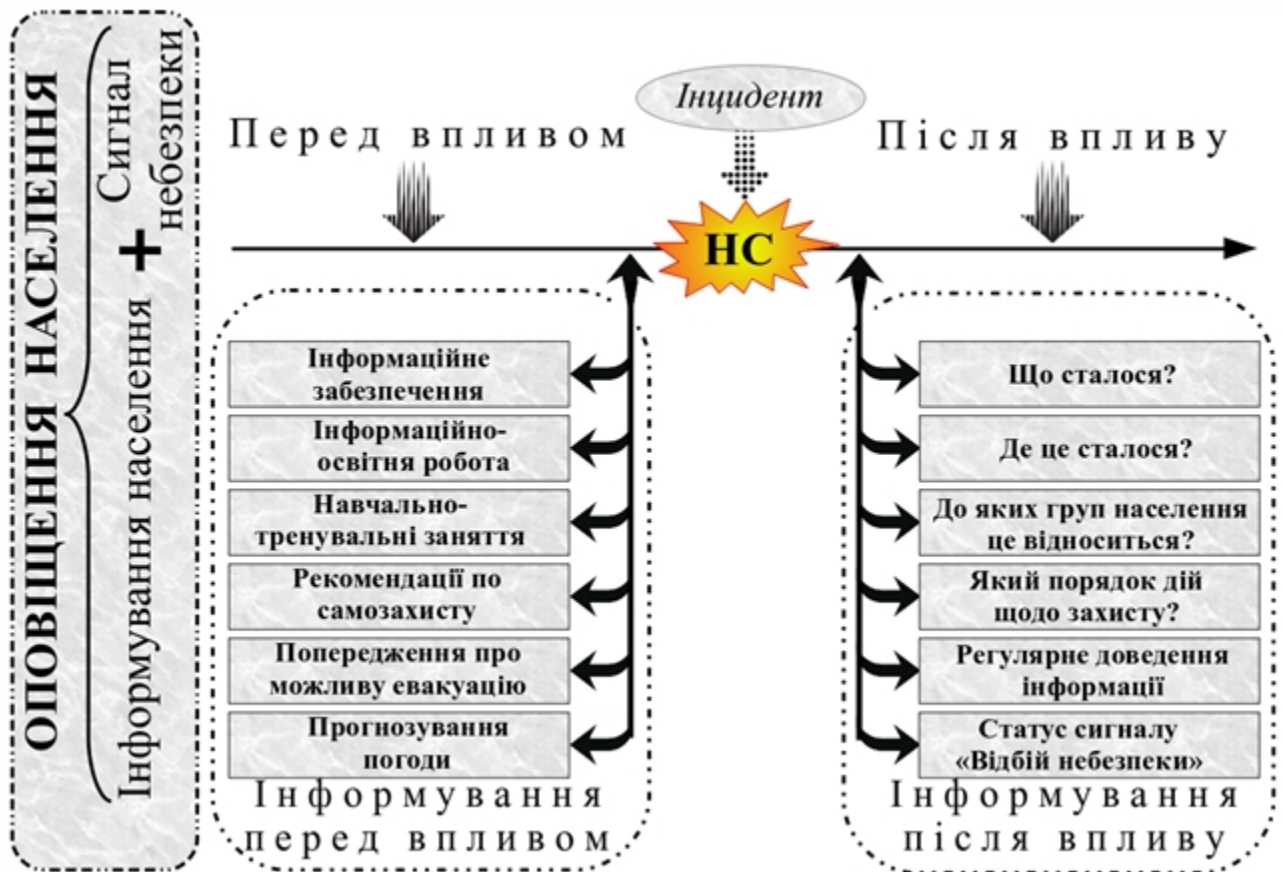 ОПОВІЩЕННЯ НАСЕЛЕННЯ
Інформування населення +
Сигнал
небезпеки
Інцидент
Перед впливом
Після впливу
НС
Інформаційне
забезпечення
Інформаційно-
освітня робота
Навчально-
тренувальні заняття
Рекомендації по
самозахисту
Попередження про
можливу евакуацію
Прогнозування
погоди
Інформування
перед впливом
Що сталося?
Де це сталося?
До яких груп населення
це відноситься?
Який порядок дій
щодо захисту?
Регулярне доведення
інформації
Статус сигналу
«Відбій небезпеки»
Інформування
після впливу